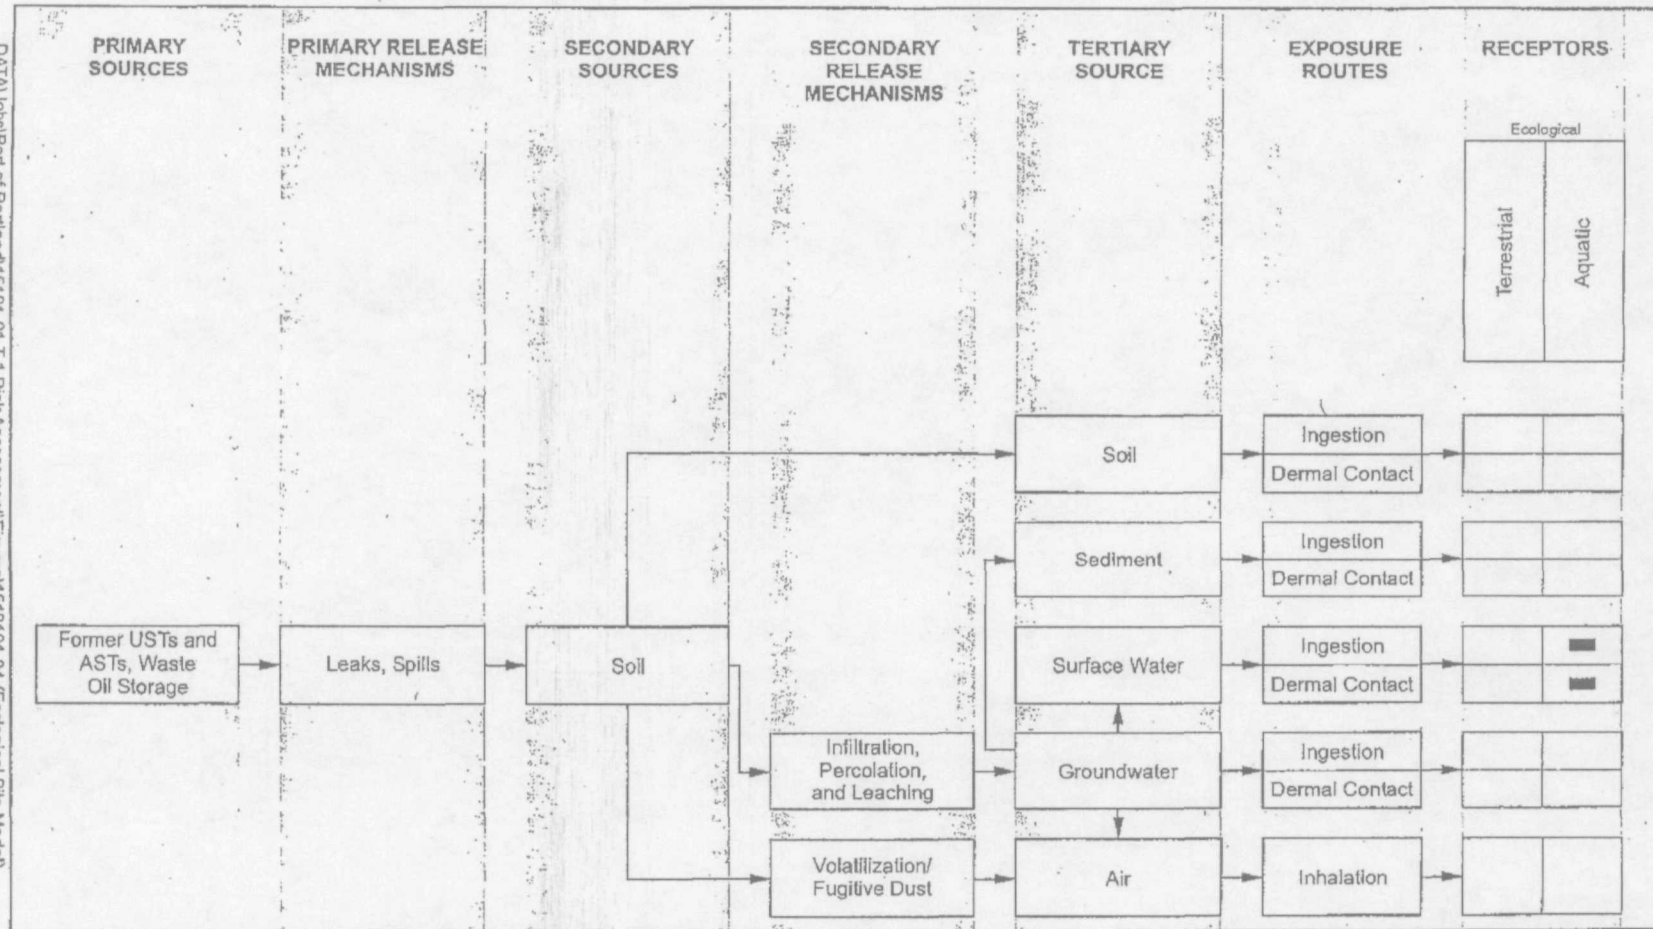 PRIMARY
SOURCES
PRIMARY RELEASE
MECHANISMS
SECONDARY
SOURCES
SECONDARY
RELEASE
MECHANISMS
TERTIARY
SOURCE
EXPOSURE
ROUTES
RECEPTORS
Ecological
Terrestrial
Aquatic
Soil
Ingestion
Dermal Contact
Sediment
Ingestion
Dermal Contact
Former USTs and
ASTs, Waste
Oil Storage
Leaks, Spills
Soil
Surface Water
Ingestion
Dermal Contact
Infiltration,
Percolation,
and Leaching
Groundwater
Ingestion
Dermal Contact
Volatilization/
Fugitive Dust
Air
Inhalation